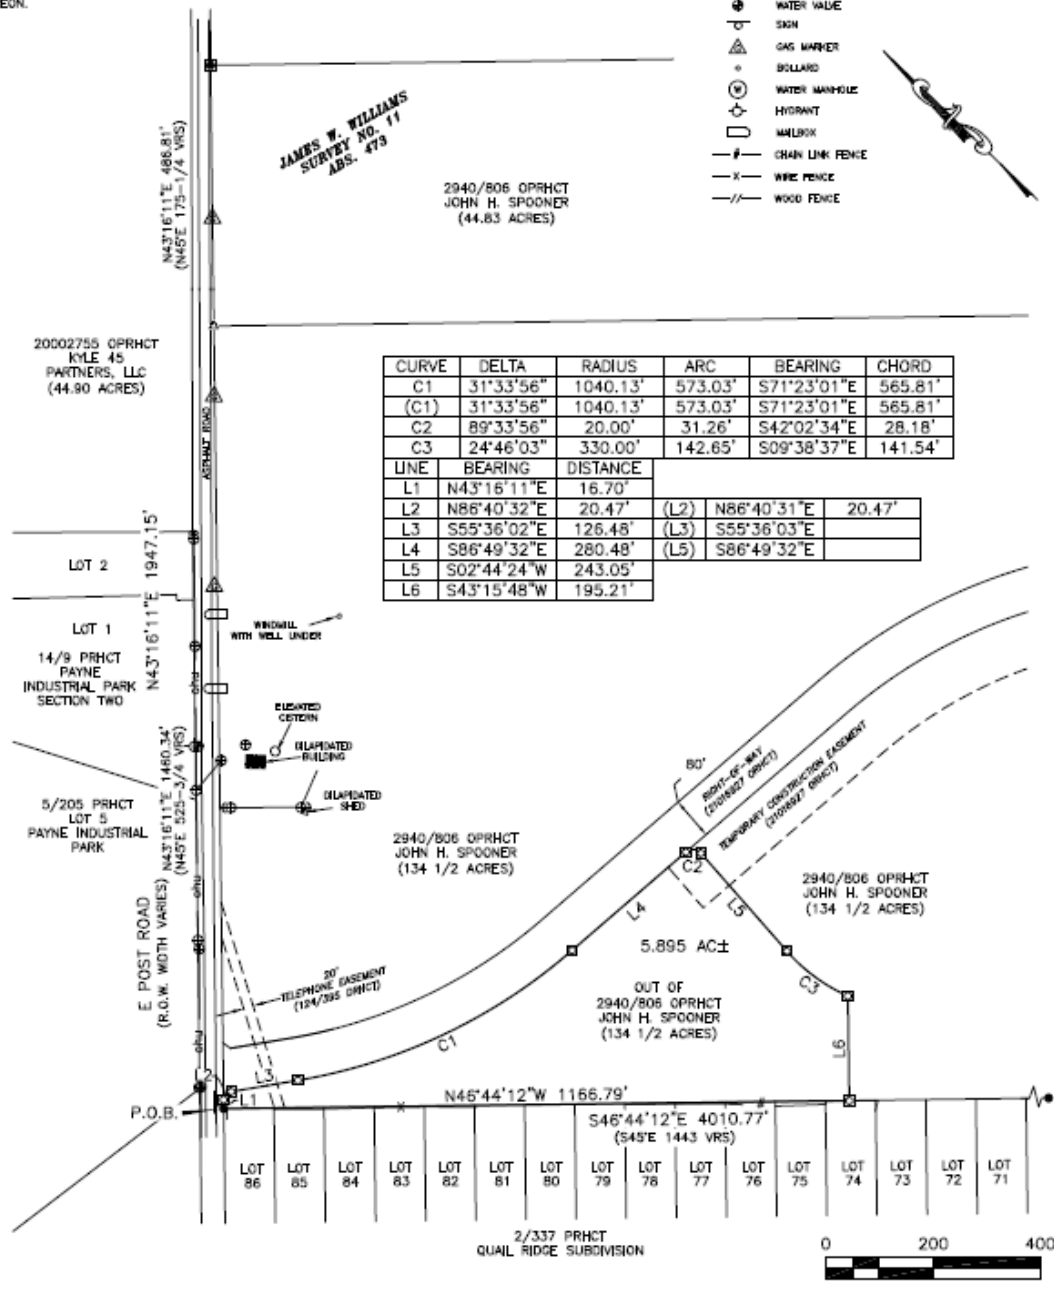 EON.
WATER VALVE
SIGN
GAS MARKER
BOLLARD
WATER MANHOLE
HYDRANT
MAILBOX
CHAIN LINK FENCE
WIRE FENCE
WOOD FENCE
JAMES W. WILLIAMS
SURVEY NO. 11
ABS. 473
2940/806 OPRHCT
JOHN H. SPOONER
(44.83 ACRES)
N43°16'11"E 486.81'
(N45°E 175-1/4 VRS)
20002755 OPRHCT
KYLE 45
PARTNERS, LLC
(44.90 ACRES)
ASPHALT ROAD
CURVE DELTA RADIUS ARC BEARING CHORD
C1 31°33'56" 1040.13' 573.03' S71°23'01"E 565.81'
(C1) 31°33'56" 1040.13' 573.03' S71°23'01"E 565.81'
C2 89°33'56" 20.00' 31.26' S42°02'34"E 28.18'
C3 24°46'03" 330.00' 142.65' S09°38'37"E 141.54'
LINE BEARING DISTANCE
L1 N43°16'11"E 16.70'
L2 N86°40'32"E 20.47' (L2) N86°40'31"E 20.47'
L3 S55°36'02"E 126.48' (L3) S55°36'03"E
L4 S86°49'32"E 280.48' (L5) S86°49'32"E
L5 S02°44'24"W 243.05'
L6 S43°15'48"W 195.21'
N43°16'11"E 1947.15'
LOT 2
LOT 1
14/9 PRHCT
PAYNE
INDUSTRIAL PARK
SECTION TWO
WINDMILL
WITH WELL UNDER
ohu
ELEVATED
CISTERN
DILAPIDATED
BUILDING
DILAPIDATED
SHED
5/205 PRHCT
LOT 5
PAYNE INDUSTRIAL
PARK
N43°16'11"E 1460.34'
(N45°E 525-3/4 VRS)
E POST ROAD
(R.O.W. WIDTH VARIES)
ohu
ohu
2940/806 OPRHCT
JOHN H. SPOONER
(134 1/2 ACRES)
80'
RIGHT-OF-WAY
(21016927 ORHCT)
TEMPORARY CONSTRUCTION EASEMENT
(21016927 ORHCT)
2940/806 OPRHCT
JOHN H. SPOONER
(134 1/2 ACRES)
C2
L4
L5
5.895 AC±
C3
OUT OF
2940/806 OPRHCT
JOHN H. SPOONER
(134 1/2 ACRES)
20'
TELEPHONE EASEMENT
(124/395 ORHCT)
C1
L6
L2
L3
L1
P.O.B.
N46°44'12"W 1166.79'
S46°44'12"E 4010.77'
(S45°E 1443 VRS)
LOT 86
LOT 85
LOT 84
LOT 83
LOT 82
LOT 81
LOT 80
LOT 79
LOT 78
LOT 77
LOT 76
LOT 75
LOT 74
LOT 73
LOT 72
LOT 71
2/337 PRHCT
QUAIL RIDGE SUBDIVISION
0 200 400